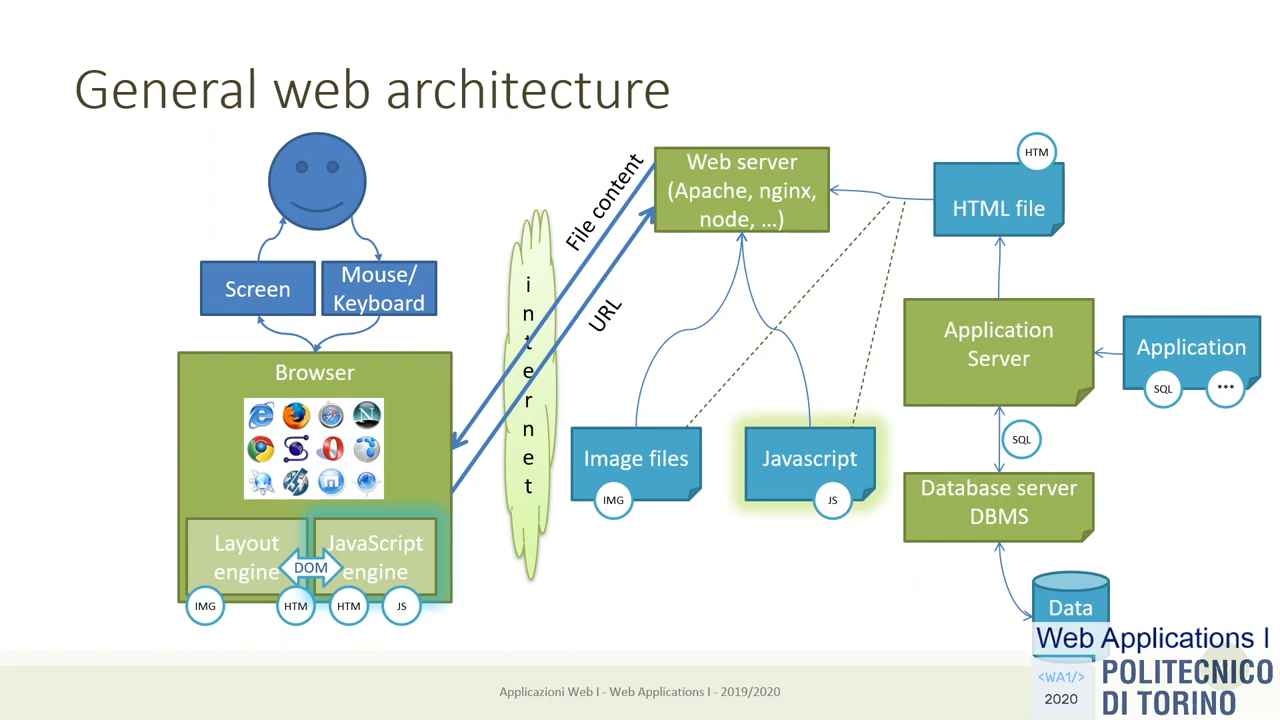 General web architecture
Screen
Mouse/
Keyboard
Browser
Layout
engine
DOM
JavaScript
engine
IMG
HTM
HTM
JS
internet
File content
URL
Web server
(Apache, nginx,
node, …)
HTM
HTML file
Image files
IMG
Javascript
JS
Application
Server
Application
SQL
***
SQL
Database server
DBMS
Data
Web Applications I
<WA1/>
2020
POLITECNICO
DI TORINO
Applicazioni Web I - Web Applications I - 2019/2020